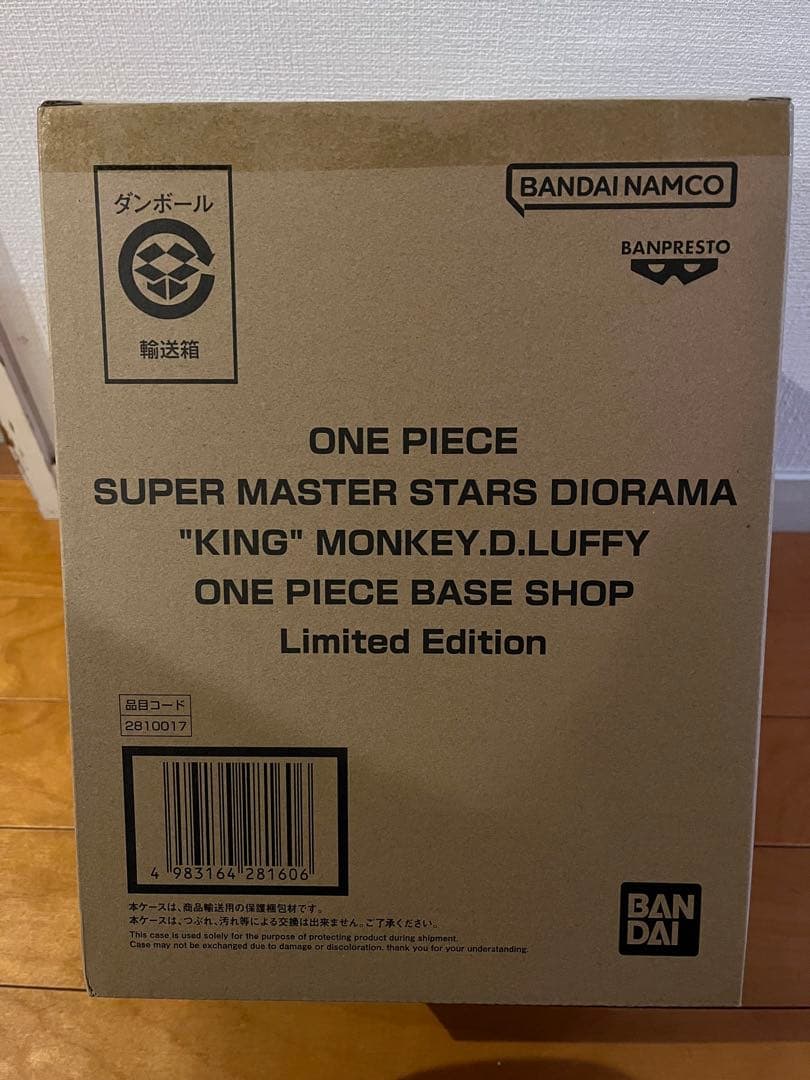 ダンボール
輸送箱
BANDAI NAMCO
BANPRESTO
ONE PIECE
SUPER MASTER STARS DIORAMA
"KING" MONKEY.D.LUFFY
ONE PIECE BASE SHOP
Limited Edition
品目コード
2810017
4 983164 281606
本ケースは、商品輸送用の保護梱包材です。
本ケースは、つぶれ、汚れ等による交換は出来ません。ご了承ください。
This case is used solely for the purpose of protecting product during shipment.
Case may not be exchanged due to damage or discoloration. thank you for your understanding.
BAN
DAI